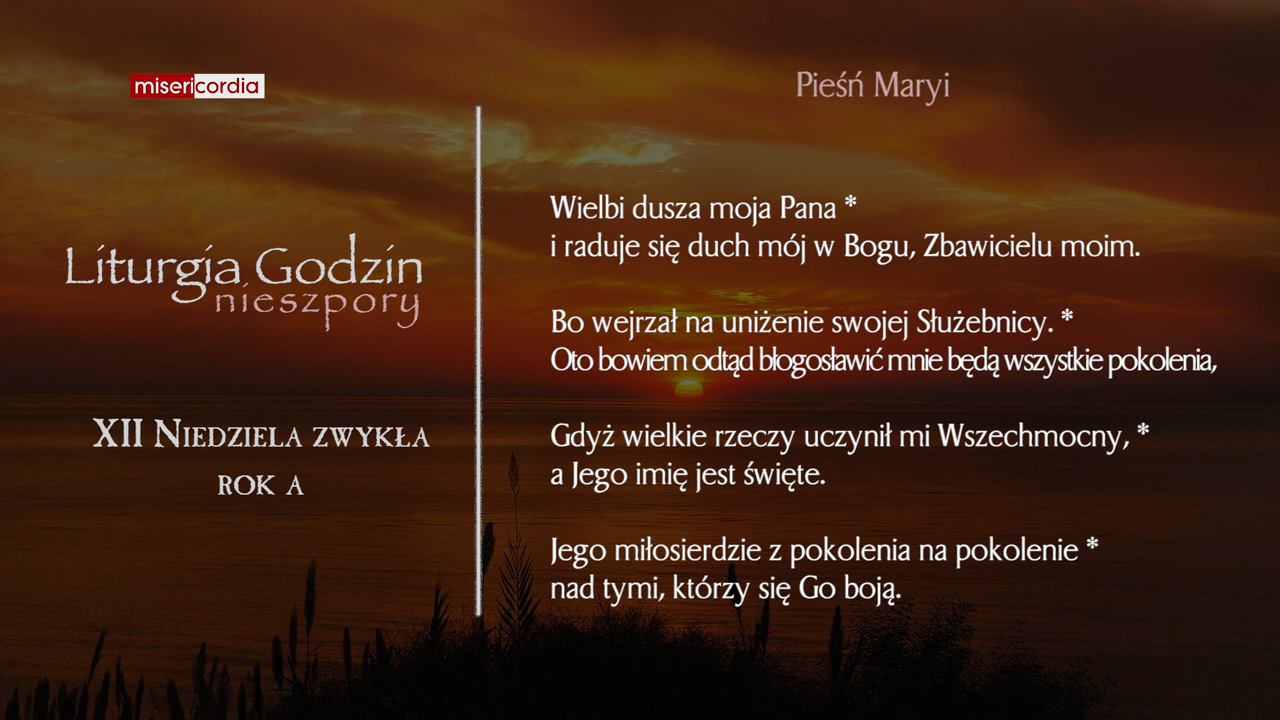 misericordia
Liturgia Godzin
nieszpory
XII Niedziela zwykła
rok a
Pieśń Maryi
Wielbi dusza moja Pana *
i raduje się duch mój w Bogu, Zbawicielu moim.
Bo wejrzał na uniżenie swojej Służebnicy. *
Oto bowiem odtąd błogosławić mnie będą wszystkie pokolenia,
Gdyż wielkie rzeczy uczynił mi Wszechmocny, *
a Jego imię jest święte.
Jego miłosierdzie z pokolenia na pokolenie *
nad tymi, którzy się Go boją.